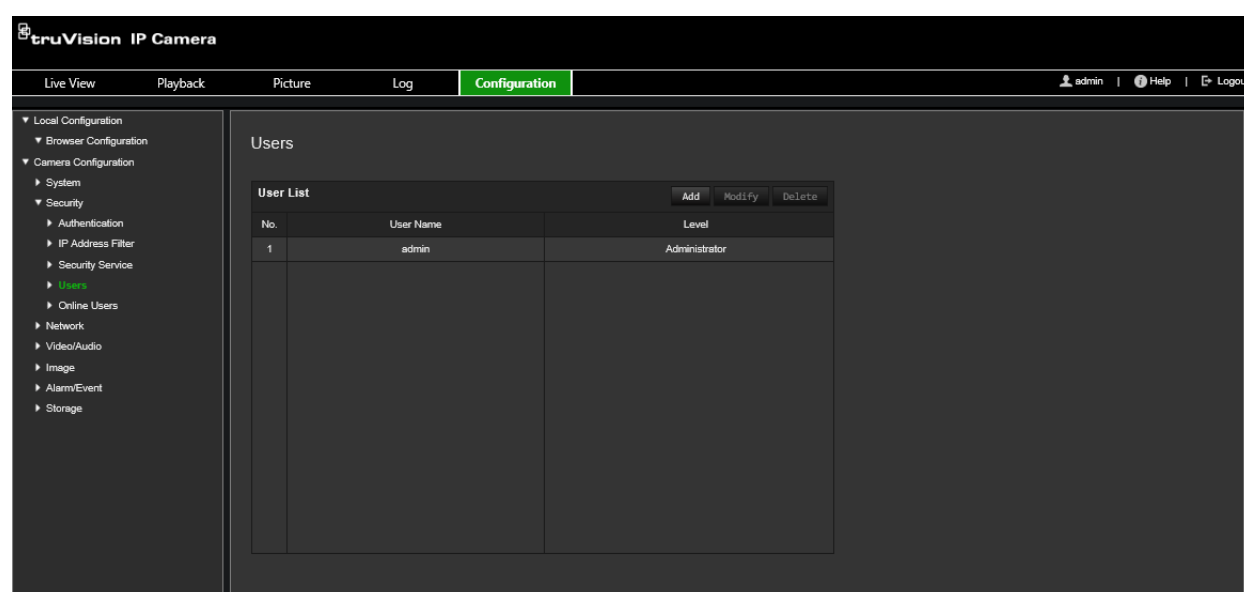 truVision IP Camera
Live View Playback Picture Log Configuration admin | Help | Logou
Local Configuration
Browser Configuration
Camera Configuration
System
Security
Authentication
IP Address Filter
Security Service
Users
Online Users
Network
Video/Audio
Image
Alarm/Event
Storage
Users
User List Add Modify Delete
No. User Name Level
1 admin Administrator